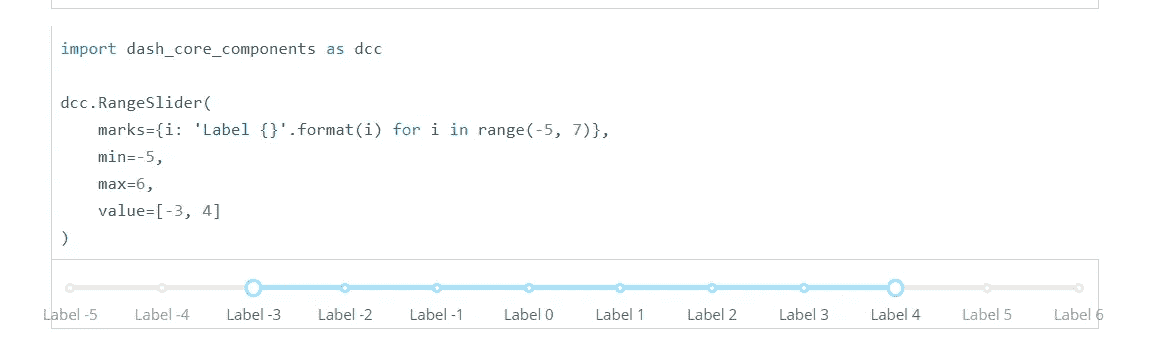 import dash_core_components as dcc
dcc.RangeSlider(
    marks={i: 'Label {}'.format(i) for i in range(-5, 7)},
    min=-5,
    max=6,
    value=[-3, 4]
)
Label -5 Label -4 Label -3 Label -2 Label -1 Label 0 Label 1 Label 2 Label 3 Label 4 Label 5 Label 6